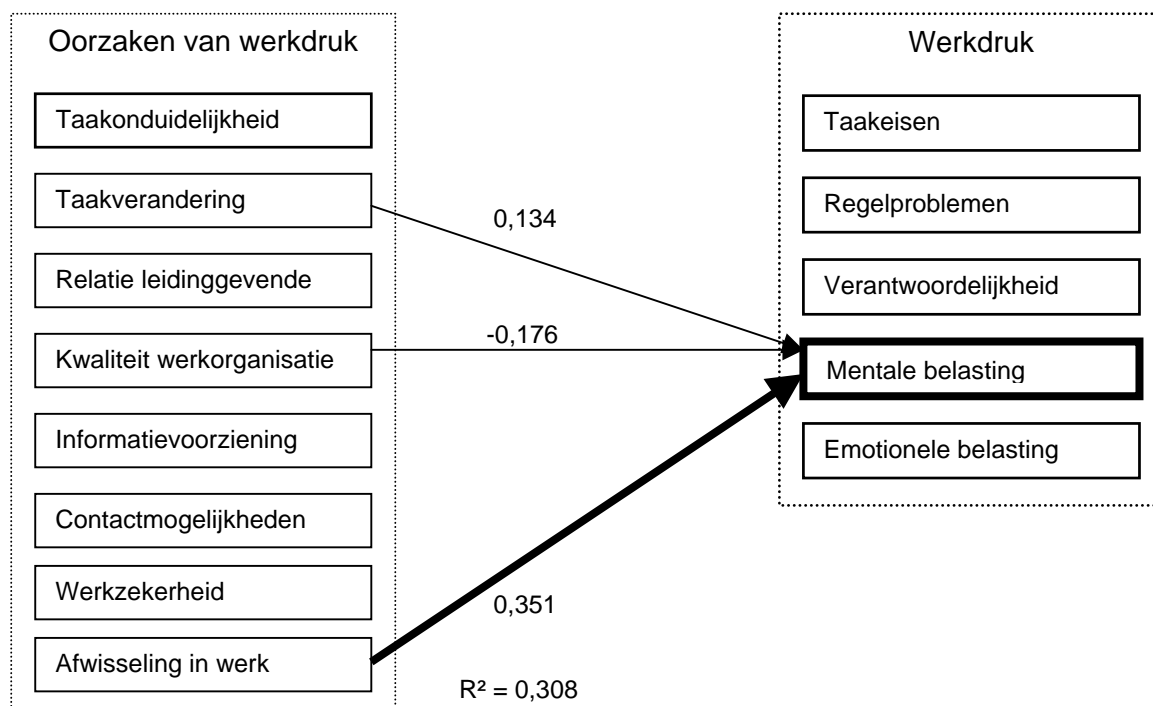 Oorzaken van werkdruk
Taakonduidelijkheid
Taakverandering
Relatie leidinggevende
Kwaliteit werkorganisatie
Informatievoorziening
Contactmogelijkheden
Werkzekerheid
Afwisseling in werk
0,134
-0,176
0,351
R² = 0,308
Werkdruk
Taakeisen
Regelproblemen
Verantwoordelijkheid
Mentale belasting
Emotionele belasting